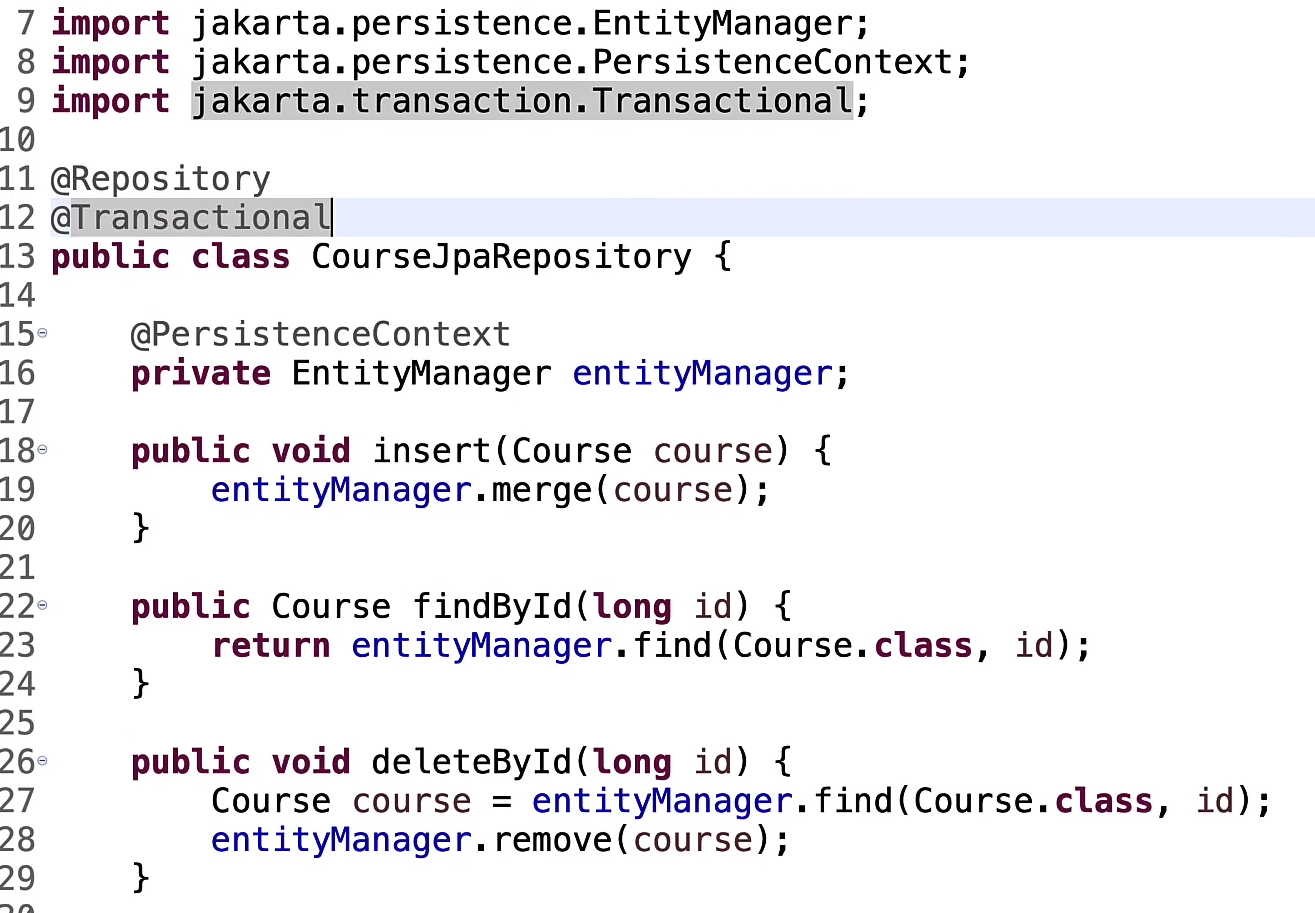 7 import jakarta.persistence.EntityManager;
8 import jakarta.persistence.PersistenceContext;
9 import jakarta.transaction.Transactional;
10
11 @Repository
12 @Transactional
13 public class CourseJpaRepository {
14
15 @PersistenceContext
16 private EntityManager entityManager;
17
18 public void insert(Course course) {
19 entityManager.merge(course);
20 }
21
22 public Course findById(long id) {
23 return entityManager.find(Course.class, id);
24 }
25
26 public void deleteById(long id) {
27 Course course = entityManager.find(Course.class, id);
28 entityManager.remove(course);
29 }